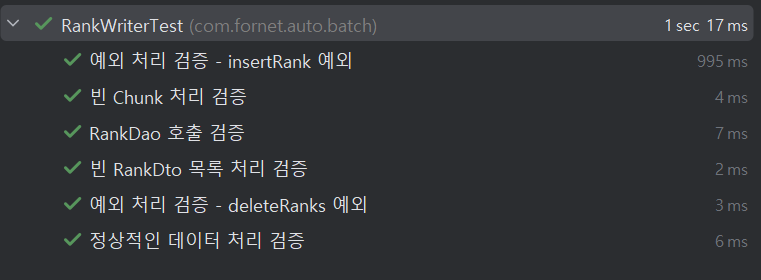 RankWriterTest (com.fornet.auto.batch) 1 sec 17 ms
예외 처리 검증 - insertRank 예외 995 ms
빈 Chunk 처리 검증 4 ms
RankDao 호출 검증 7 ms
빈 RankDto 목록 처리 검증 2 ms
예외 처리 검증 - deleteRanks 예외 3 ms
정상적인 데이터 처리 검증 6 ms